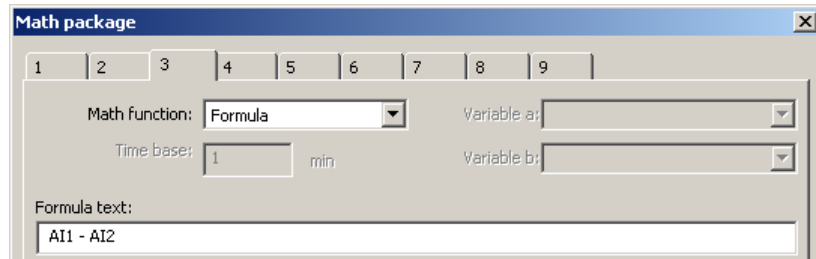 Math package
1 2 3 4 5 6 7 8 9
Math function: Formula Variable a:
Time base: 1 min Variable b:
Formula text:
AI1 - AI2